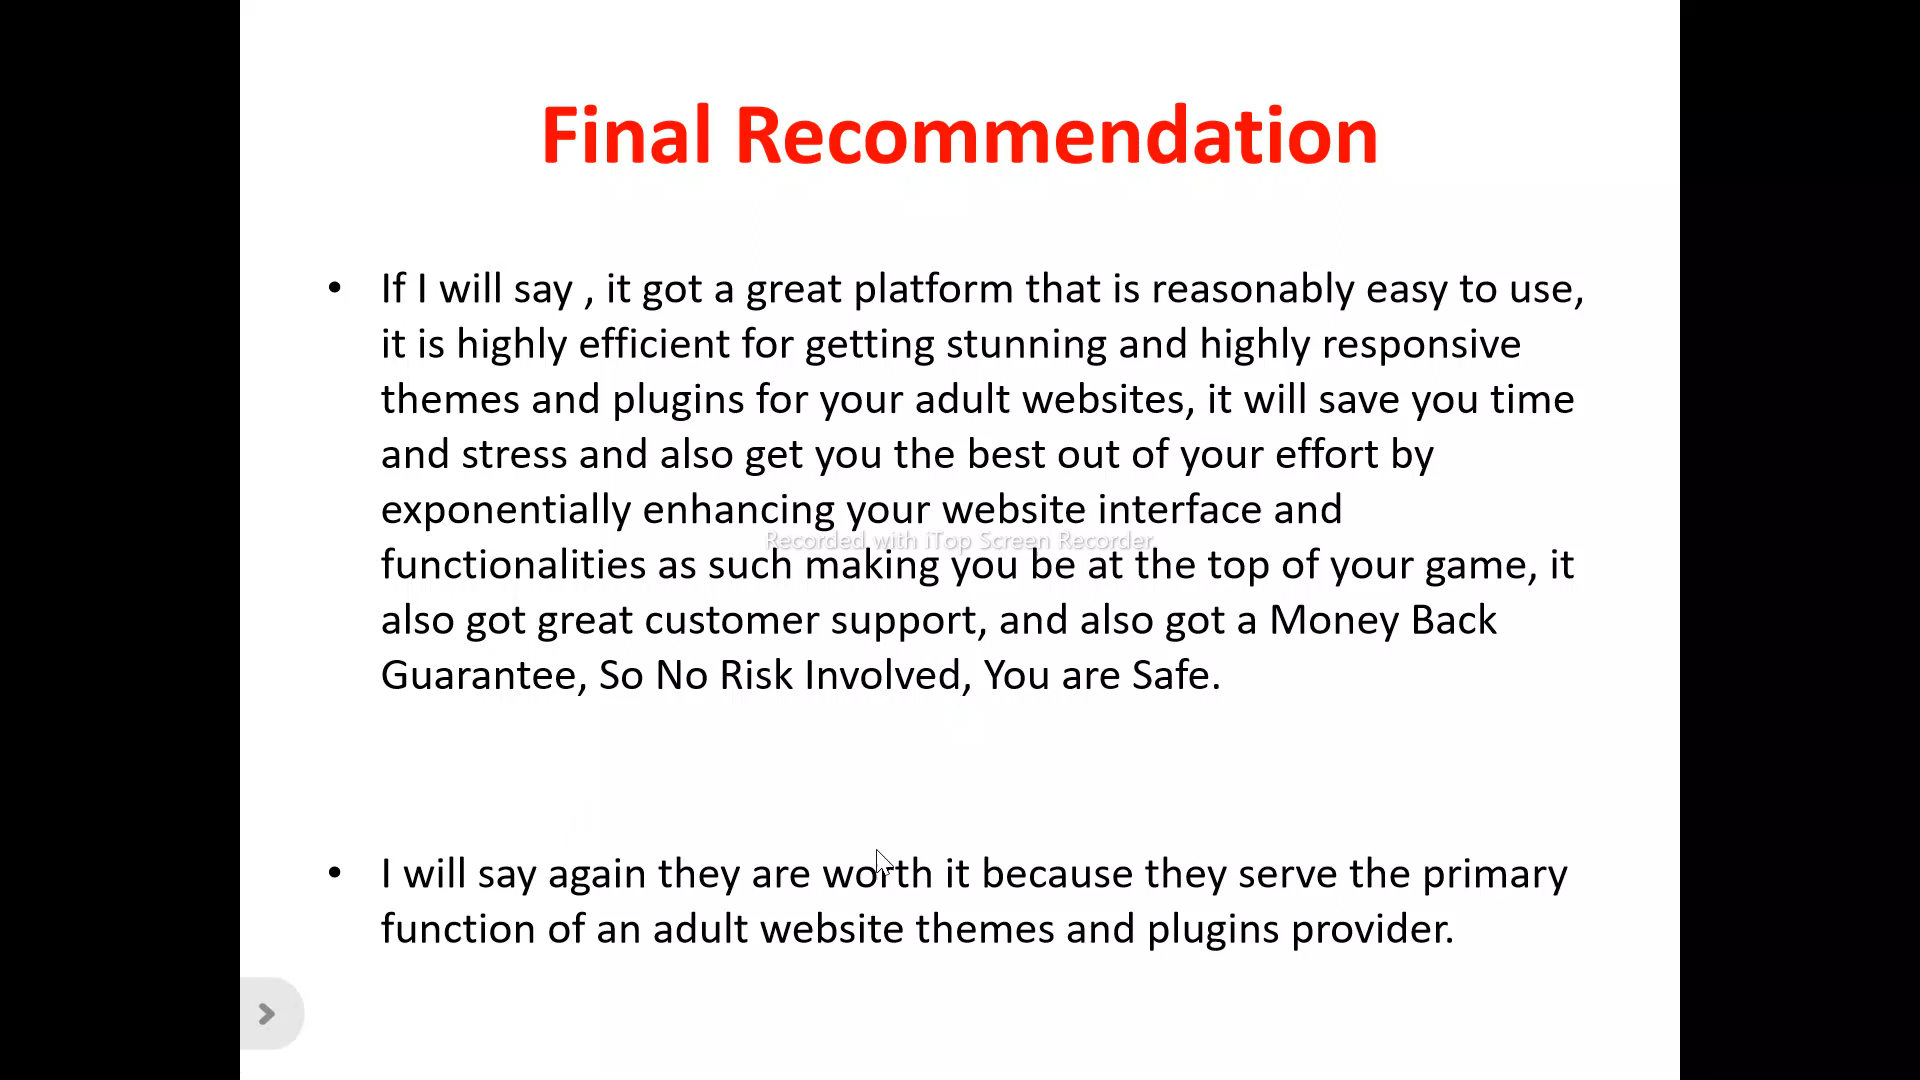 Final Recommendation
• If I will say , it got a great platform that is reasonably easy to use,
it is highly efficient for getting stunning and highly responsive
themes and plugins for your adult websites, it will save you time
and stress and also get you the best out of your effort by
exponentially enhancing your website interface and
Recorded with iTop Screen Recorder
functionalities as such making you be at the top of your game, it
also got great customer support, and also got a Money Back
Guarantee, So No Risk Involved, You are Safe.
• I will say again they are worth it because they serve the primary
function of an adult website themes and plugins provider.